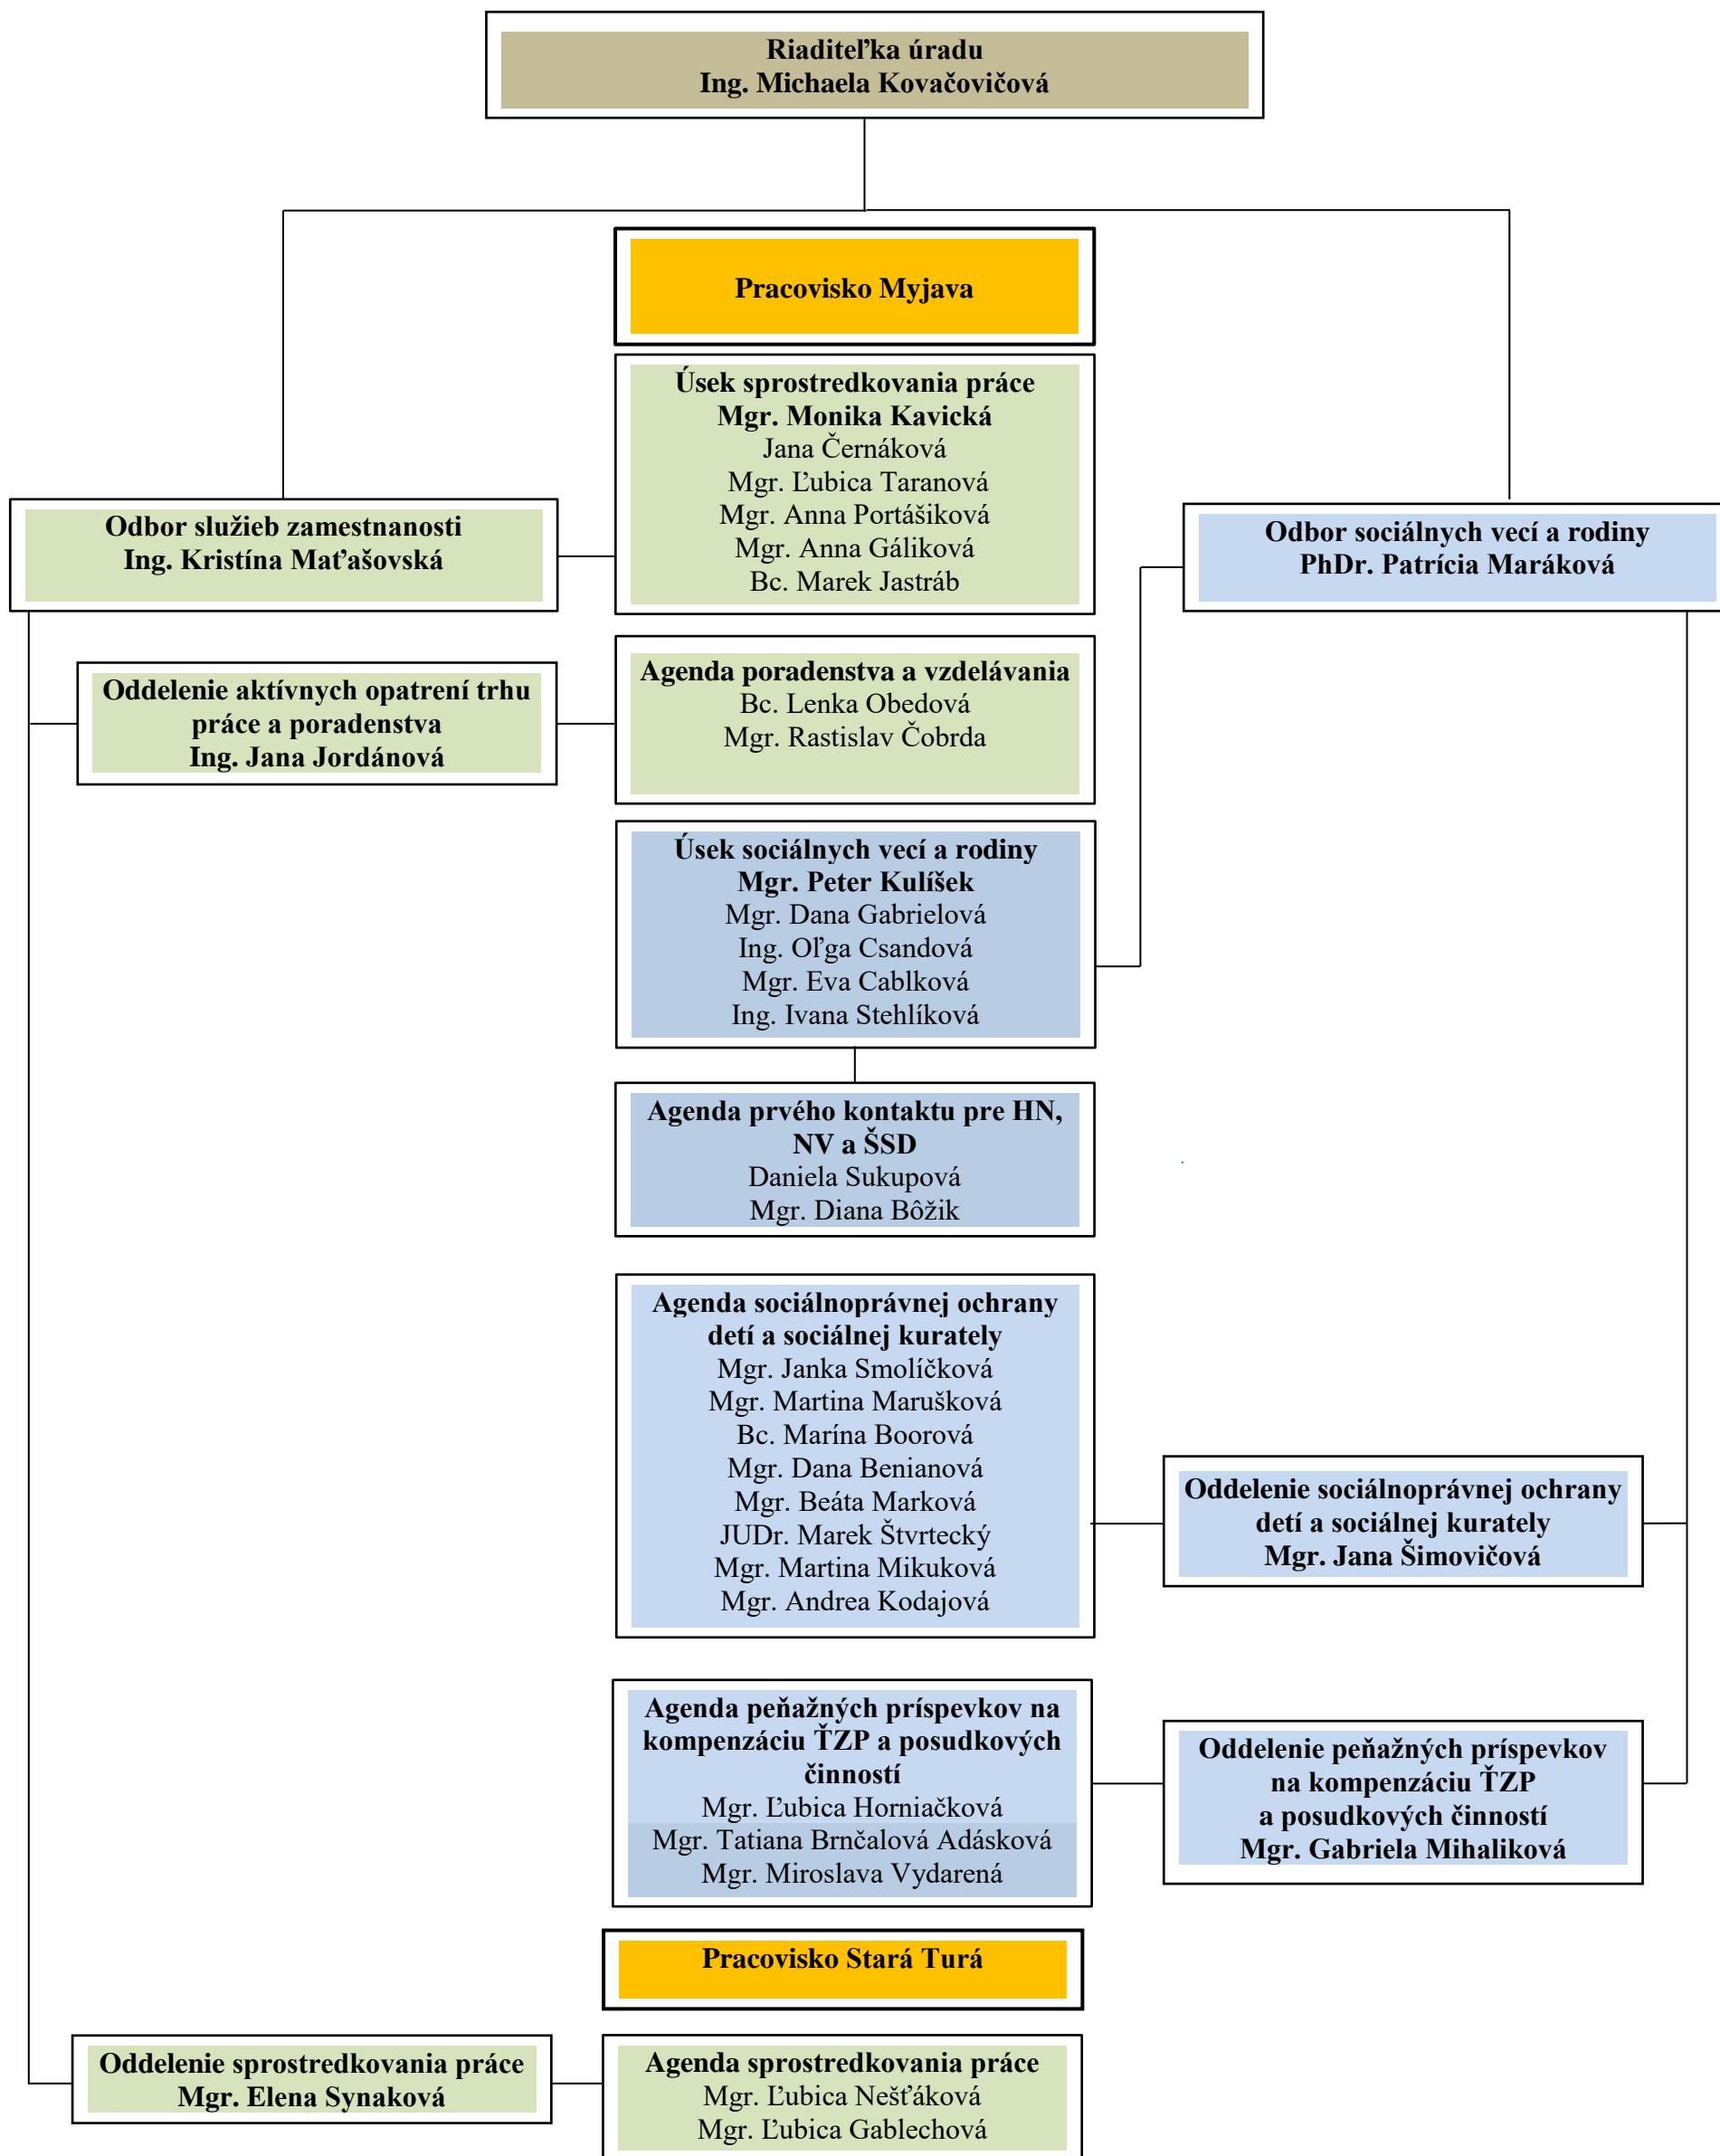 Riaditeľka úradu
Ing. Michaela Kovačovičová
Pracovisko Myjava
Úsek sprostredkovania práce
Mgr. Monika Kavická
Jana Černáková
Mgr. Ľubica Taranová
Mgr. Anna Portášiková
Mgr. Anna Gáliková
Bc. Marek Jastráb
Odbor služieb zamestnanosti
Ing. Kristína Maťašovská
Odbor sociálnych vecí a rodiny
PhDr. Patrícia Maráková
Oddelenie aktívnych opatrení trhu
práce a poradenstva
Ing. Jana Jordánová
Agenda poradenstva a vzdelávania
Bc. Lenka Obedová
Mgr. Rastislav Čobrda
Úsek sociálnych vecí a rodiny
Mgr. Peter Kulíšek
Mgr. Dana Gabrielová
Ing. Oľga Csandová
Mgr. Eva Cablková
Ing. Ivana Stehlíková
Agenda prvého kontaktu pre HN,
NV a ŠSD
Daniela Sukupová
Mgr. Diana Bôžik
Agenda sociálnoprávnej ochrany
detí a sociálnej kurately
Mgr. Janka Smolíčková
Mgr. Martina Marušková
Bc. Marína Boorová
Mgr. Dana Benianová
Mgr. Beáta Marková
JUDr. Marek Štvrtecký
Mgr. Martina Mikuková
Mgr. Andrea Kodajová
Oddelenie sociálnoprávnej ochrany
detí a sociálnej kurately
Mgr. Jana Šimovičová
Agenda peňažných príspevkov na
kompenzáciu ŤZP a posudkových
činností
Mgr. Ľubica Horniačková
Mgr. Tatiana Brnčalová Adásková
Mgr. Miroslava Vydarená
Oddelenie peňažných príspevkov
na kompenzáciu ŤZP
a posudkových činností
Mgr. Gabriela Mihaliková
Pracovisko Stará Turá
Oddelenie sprostredkovania práce
Mgr. Elena Synaková
Agenda sprostredkovania práce
Mgr. Ľubica Nešťáková
Mgr. Ľubica Gablechová